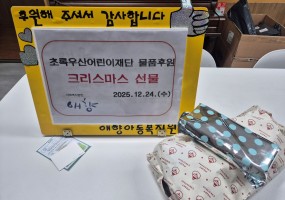 후원해 주셔서 감사합니다
초록우산어린이재단 물품후원
크리스마스 선물
2025.12.24.(수)
애향아동복지원